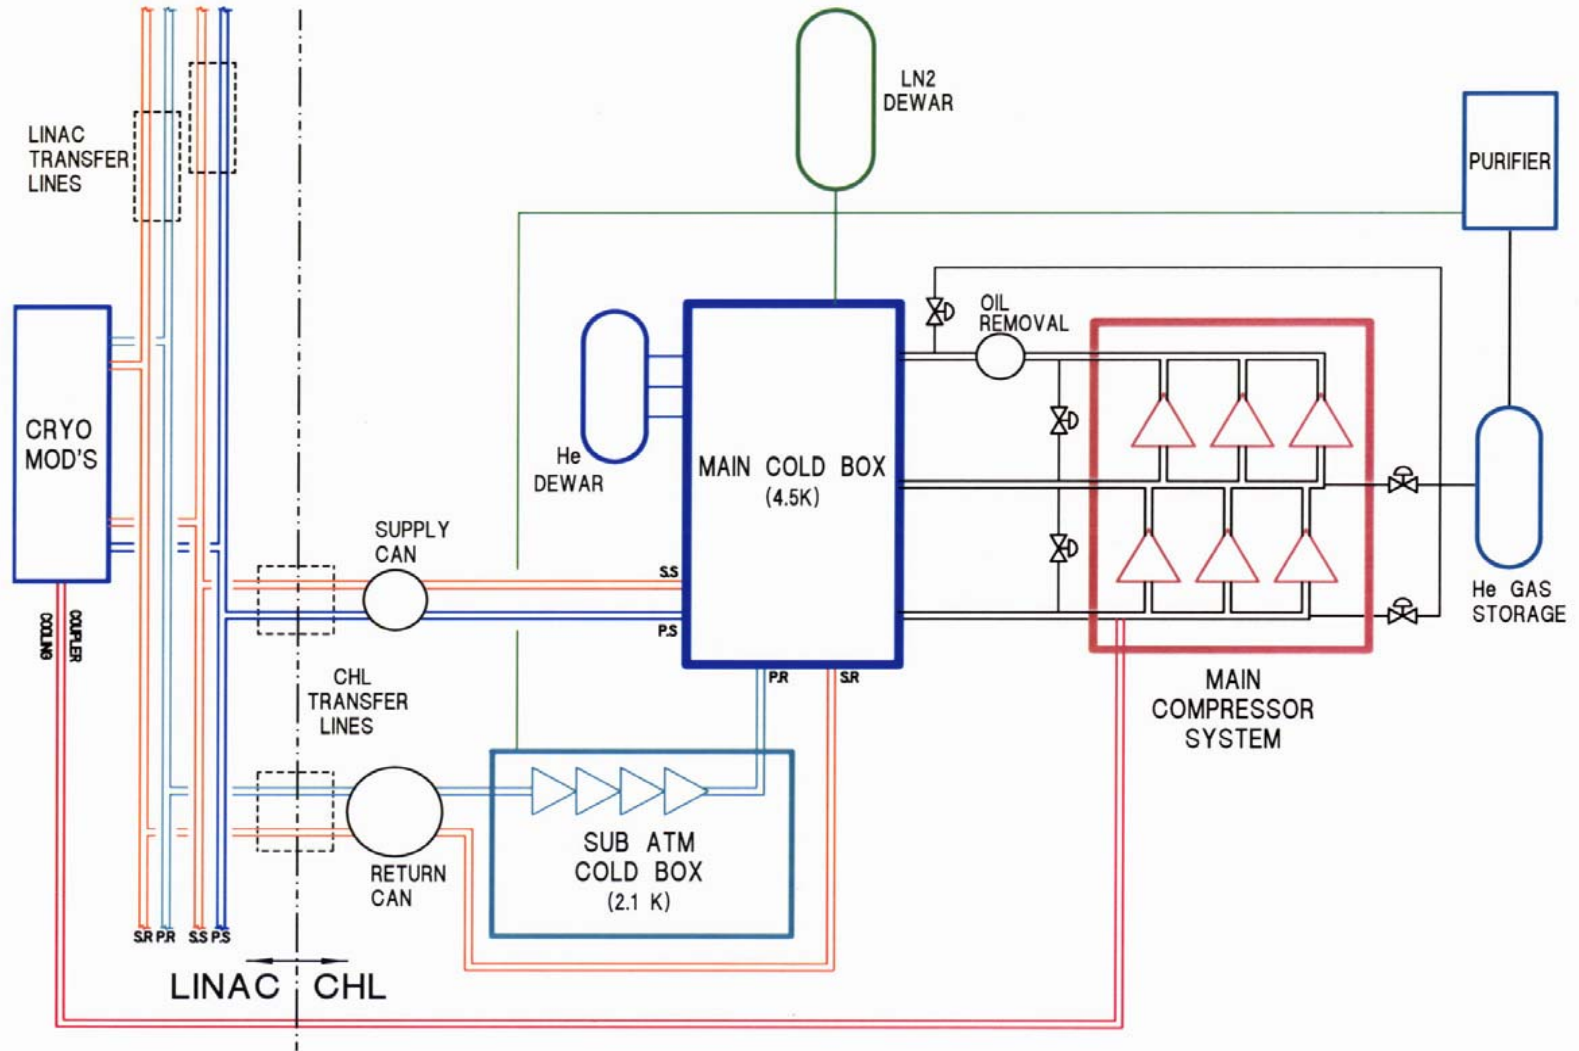 LN2
DEWAR
LINAC
TRANSFER
LINES
PURIFIER
OIL
REMOVAL
CRYO
MOD'S
He
DEWAR
MAIN COLD BOX
(4.5K)
SUPPLY
CAN
S.S
P.S
He GAS
STORAGE
COOLING
COUPLER
CHL
TRANSFER
LINES
P.R
S.R
MAIN
COMPRESSOR
SYSTEM
SUB ATM
COLD BOX
(2.1 K)
RETURN
CAN
S.R P.R S.S P.S
LINAC CHL